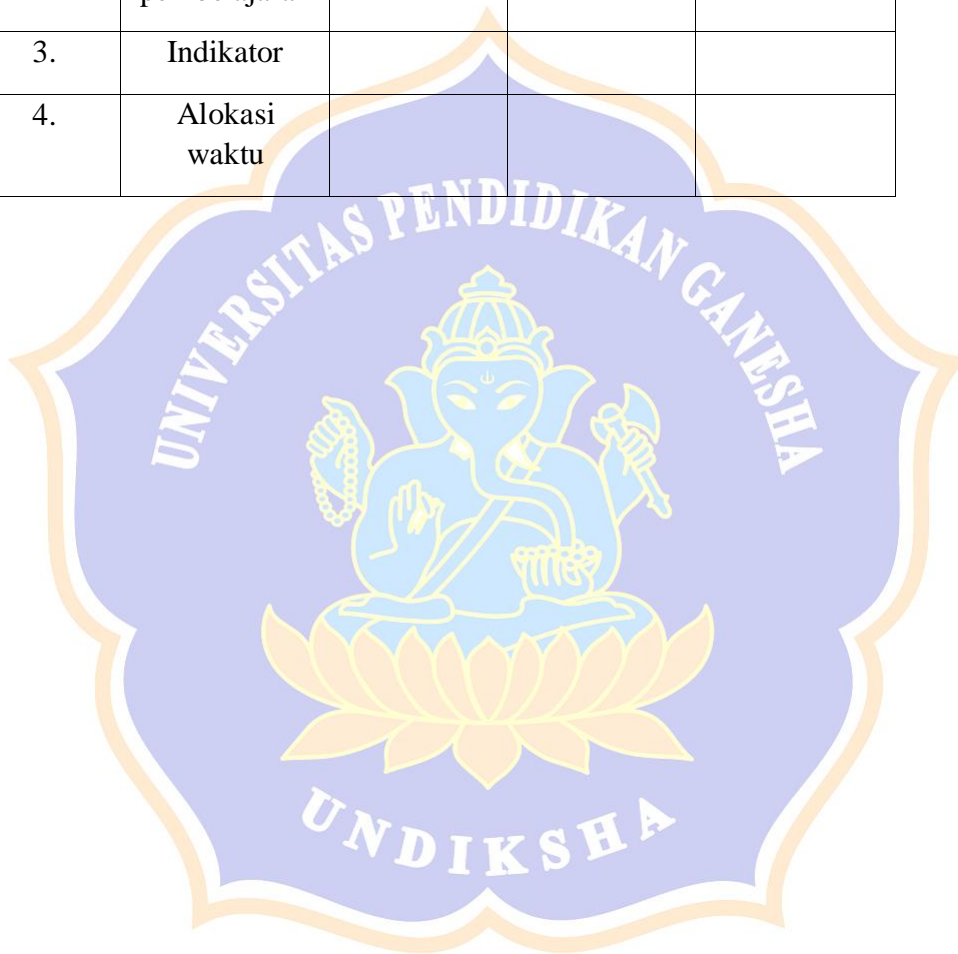 3. Indikator
4. Alokasi
waktu
UNIVERSITAS PENDIDIKAN GANESHA
UNDIKSHA